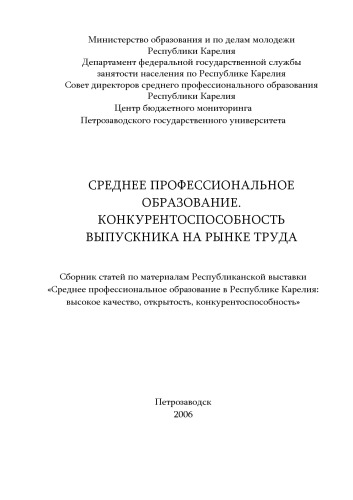 Министерство образования и по делам молодежи
Республики Карелия
Департамент федеральной государственной службы
занятости населения по Республике Карелия
Совет директоров среднего профессионального образования
Республики Карелия
Центр бюджетного мониторинга
Петрозаводского государственного университета
СРЕДНЕЕ ПРОФЕССИОНАЛЬНОЕ
ОБРАЗОВАНИЕ.
КОНКУРЕНТОСПОСОБНОСТЬ
ВЫПУСКНИКА НА РЫНКЕ ТРУДА
Сборник статей по материалам Республиканской выставки
«Среднее профессиональное образование в Республике Карелия:
высокое качество, открытость, конкурентоспособность»
Петрозаводск
2006